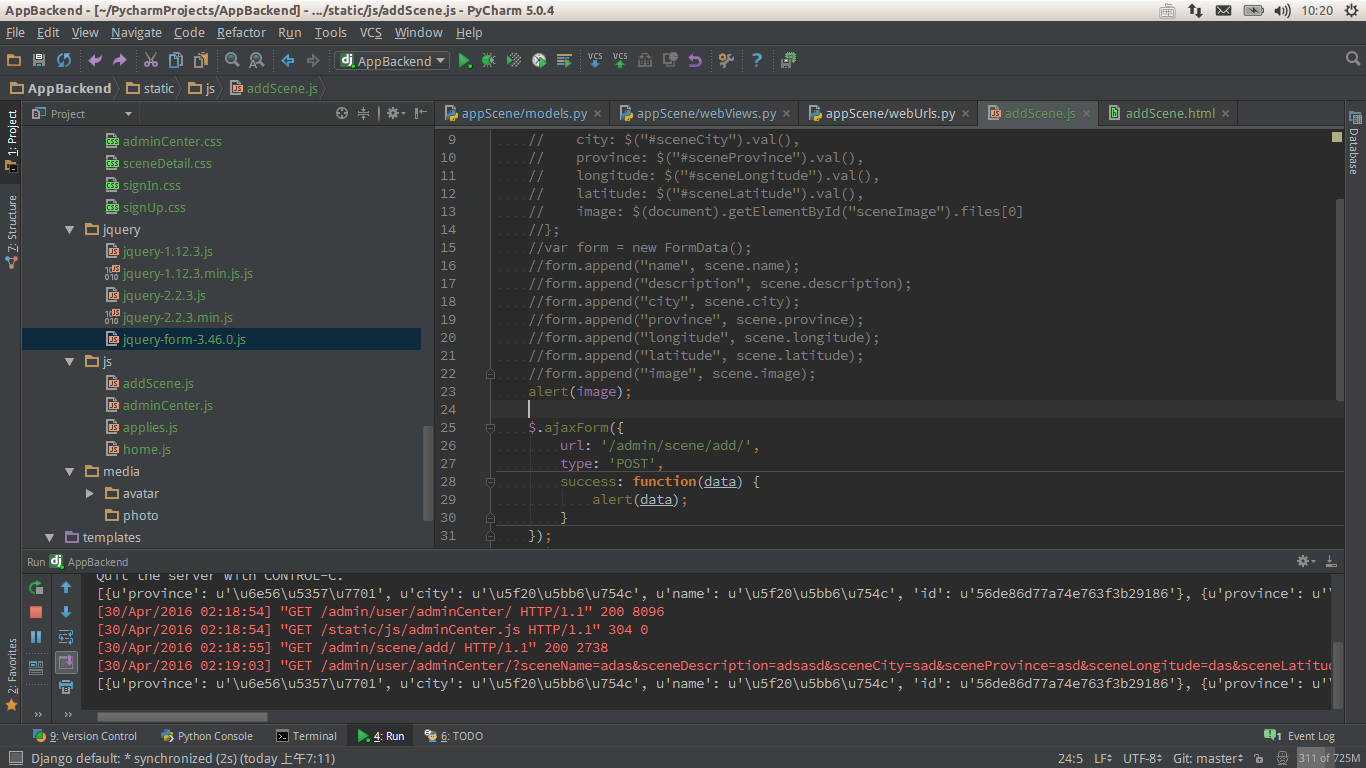 AppBackend - [~/PycharmProjects/AppBackend] - .../static/js/addScene.js - PyCharm 5.0.4
10:20
File Edit View Navigate Code Refactor Run Tools VCS Window Help
AppBackend
VCS VCS
AppBackend static js addScene.js
1: Project
Z: Structure
2: Favorites
Project
appScene/models.py appScene/webViews.py appScene/webUrls.py addScene.js addScene.html
Database
adminCenter.css
sceneDetail.css
signIn.css
signUp.css
jquery
jquery-1.12.3.js
jquery-1.12.3.min.js.js
jquery-2.2.3.js
jquery-2.2.3.min.js
jquery-form-3.46.0.js
js
addScene.js
adminCenter.js
applies.js
home.js
media
avatar
photo
templates
9 // city: $("#sceneCity").val(),
10 // province: $("#sceneProvince").val(),
11 // longitude: $("#sceneLongitude").val(),
12 // latitude: $("#sceneLatitude").val(),
13 // image: $(document).getElementById("sceneImage").files[0]
14 //};
15 //var form = new FormData();
16 //form.append("name", scene.name);
17 //form.append("description", scene.description);
18 //form.append("city", scene.city);
19 //form.append("province", scene.province);
20 //form.append("longitude", scene.longitude);
21 //form.append("latitude", scene.latitude);
22 //form.append("image", scene.image);
23 alert(image);
24
25 $.ajaxForm({
26 url: '/admin/scene/add/',
27 type: 'POST',
28 success: function(data) {
29 alert(data);
30 }
31 });
Run AppBackend
Quit the server with CONTROL-C.
[{u'province': u'\u6e56\u5357\u7701', u'city': u'\u5f20\u5bb6\u754c', u'name': u'\u5f20\u5bb6\u754c', 'id': u'56de86d77a74e763f3b29186'}, {u'province': u'\
[30/Apr/2016 02:18:54] "GET /admin/user/adminCenter/ HTTP/1.1" 200 8096
[30/Apr/2016 02:18:54] "GET /static/js/adminCenter.js HTTP/1.1" 304 0
[30/Apr/2016 02:18:55] "GET /admin/scene/add/ HTTP/1.1" 200 2738
[30/Apr/2016 02:19:03] "GET /admin/user/adminCenter/?sceneName=adas&sceneDescription=adsasd&sceneCity=sad&sceneProvince=asd&sceneLongitude=das&sceneLatitud
[{u'province': u'\u6e56\u5357\u7701', u'city': u'\u5f20\u5bb6\u754c', u'name': u'\u5f20\u5bb6\u754c', 'id': u'56de86d77a74e763f3b29186'}, {u'province': u'\
9: Version Control Python Console Terminal 4: Run 6: TODO 1 Event Log
Django default: * synchronized (2s) (today 上午7:11) 24:5 LF UTF-8 Git: master 311 of 725M